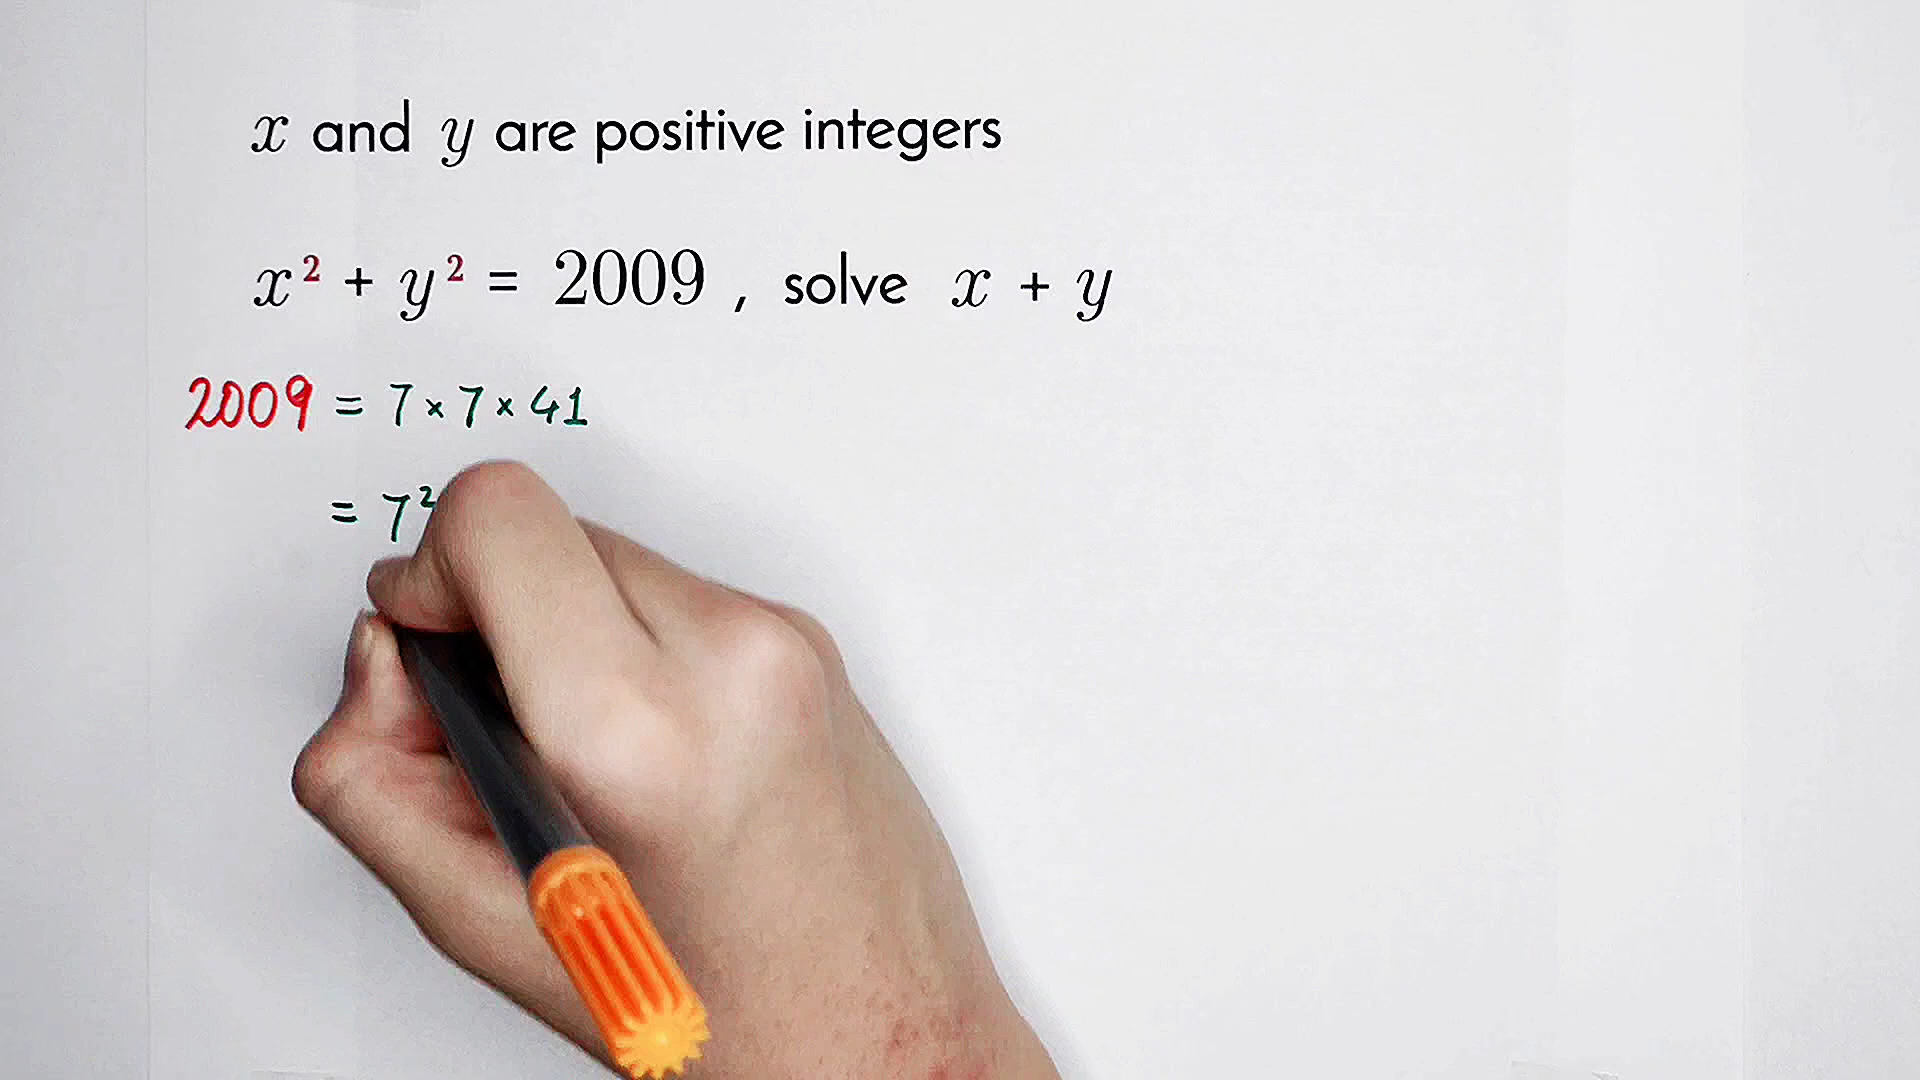 x and y are positive integers
x² + y² = 2009 , solve x + y
2009 = 7 × 7 × 41
= 7²